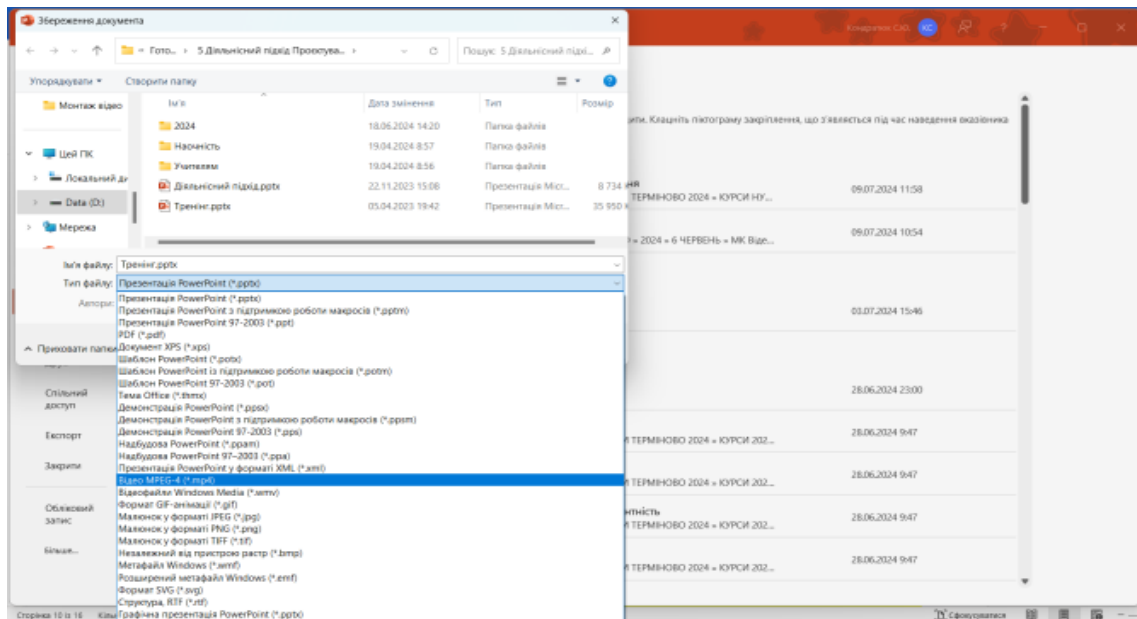 Збереження документа
Кондратюк С.Ю. КС
« Гото... › 5 Діяльнісний підхід Проєктува... ›
Пошук: 5 Діяльнісний підхі...
Упорядкувати
Створити папку
Монтаж відео
Цей ПК
Локальний ди
Data (D:)
Мережа
Ім'я Дата змінення Тип Розмір
2024 18.06.2024 14:20 Папка файлів
Наочність 19.04.2024 8:57 Папка файлів
Учителям 19.04.2024 8:56 Папка файлів
Діяльнісний підхід.pptx 22.11.2023 15:08 Презентація Міст... 8 734
Тренінг.pptx 05.04.2023 19:42 Презентація Міст... 35 950 К
Ім'я файлу: Тренінг.pptx
Тип файлу: Презентація PowerPoint (*.pptx)
Автори:
Приховати папки
Презентація PowerPoint (*.pptx)
Презентація PowerPoint з підтримкою роботи макросів (*.pptm)
Презентація PowerPoint 97-2003 (*.ppt)
PDF (*.pdf)
Документ XPS (*.xps)
Шаблон PowerPoint (*.potx)
Шаблон PowerPoint із підтримкою роботи макросів (*.potm)
Шаблон PowerPoint 97-2003 (*.pot)
Тема Office (*.thmx)
Демонстрація PowerPoint (*.ppsx)
Демонстрація PowerPoint з підтримкою роботи макросів (*.ppsm)
Демонстрація PowerPoint 97-2003 (*.pps)
Надбудова PowerPoint (*.ppam)
Надбудова PowerPoint 97–2003 (*.ppa)
Презентація PowerPoint у форматі XML (*.xml)
Відео MPEG-4 (*.mp4)
Відеофайли Windows Media (*.wmv)
Формат GIF-анімації (*.gif)
Малюнок у форматі JPEG (*.jpg)
Малюнок у форматі PNG (*.png)
Малюнок у форматі TIFF (*.tif)
Незалежний від пристрою растр (*.bmp)
Метафайл Windows (*.wmf)
Розширений метафайл Windows (*.emf)
Формат SVG (*.svg)
Структура, RTF (*.rtf)
Графічна презентація PowerPoint (*.pptx)
Спільний
доступ
Експорт
Закрити
Обліковий
запис
Більше...
ити. Клацніть піктограму закріплення, що з'являється під час наведення вказівника
ня
ТЕРМІНОВО 2024 » КУРСИ НУ... 09.07.2024 11:58
» 2024 » 6 ЧЕРВЕНЬ » МК Віде... 09.07.2024 10:54
03.07.2024 15:46
28.06.2024 23:00
ТЕРМІНОВО 2024 » КУРСИ 202... 28.06.2024 9:47
ТЕРМІНОВО 2024 » КУРСИ 202... 28.06.2024 9:47
нтність
ТЕРМІНОВО 2024 » КУРСИ 202... 28.06.2024 9:47
ТЕРМІНОВО 2024 » КУРСИ 202... 28.06.2024 9:47
Сторінка 10 із 16
Сфокусуватися